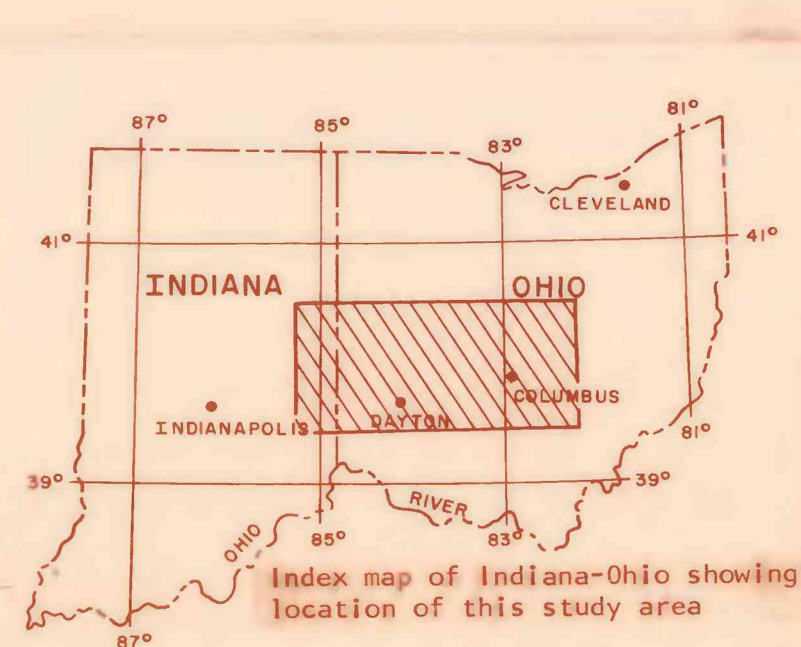 87°
85°
83°
81°
CLEVELAND
41°
41°
INDIANA
OHIO
COLUMBUS
INDIANAPOLIS
DAYTON
81°
39°
39°
OHIO
RIVER
85°
83°
Index map of Indiana-Ohio showing
location of this study area
87°